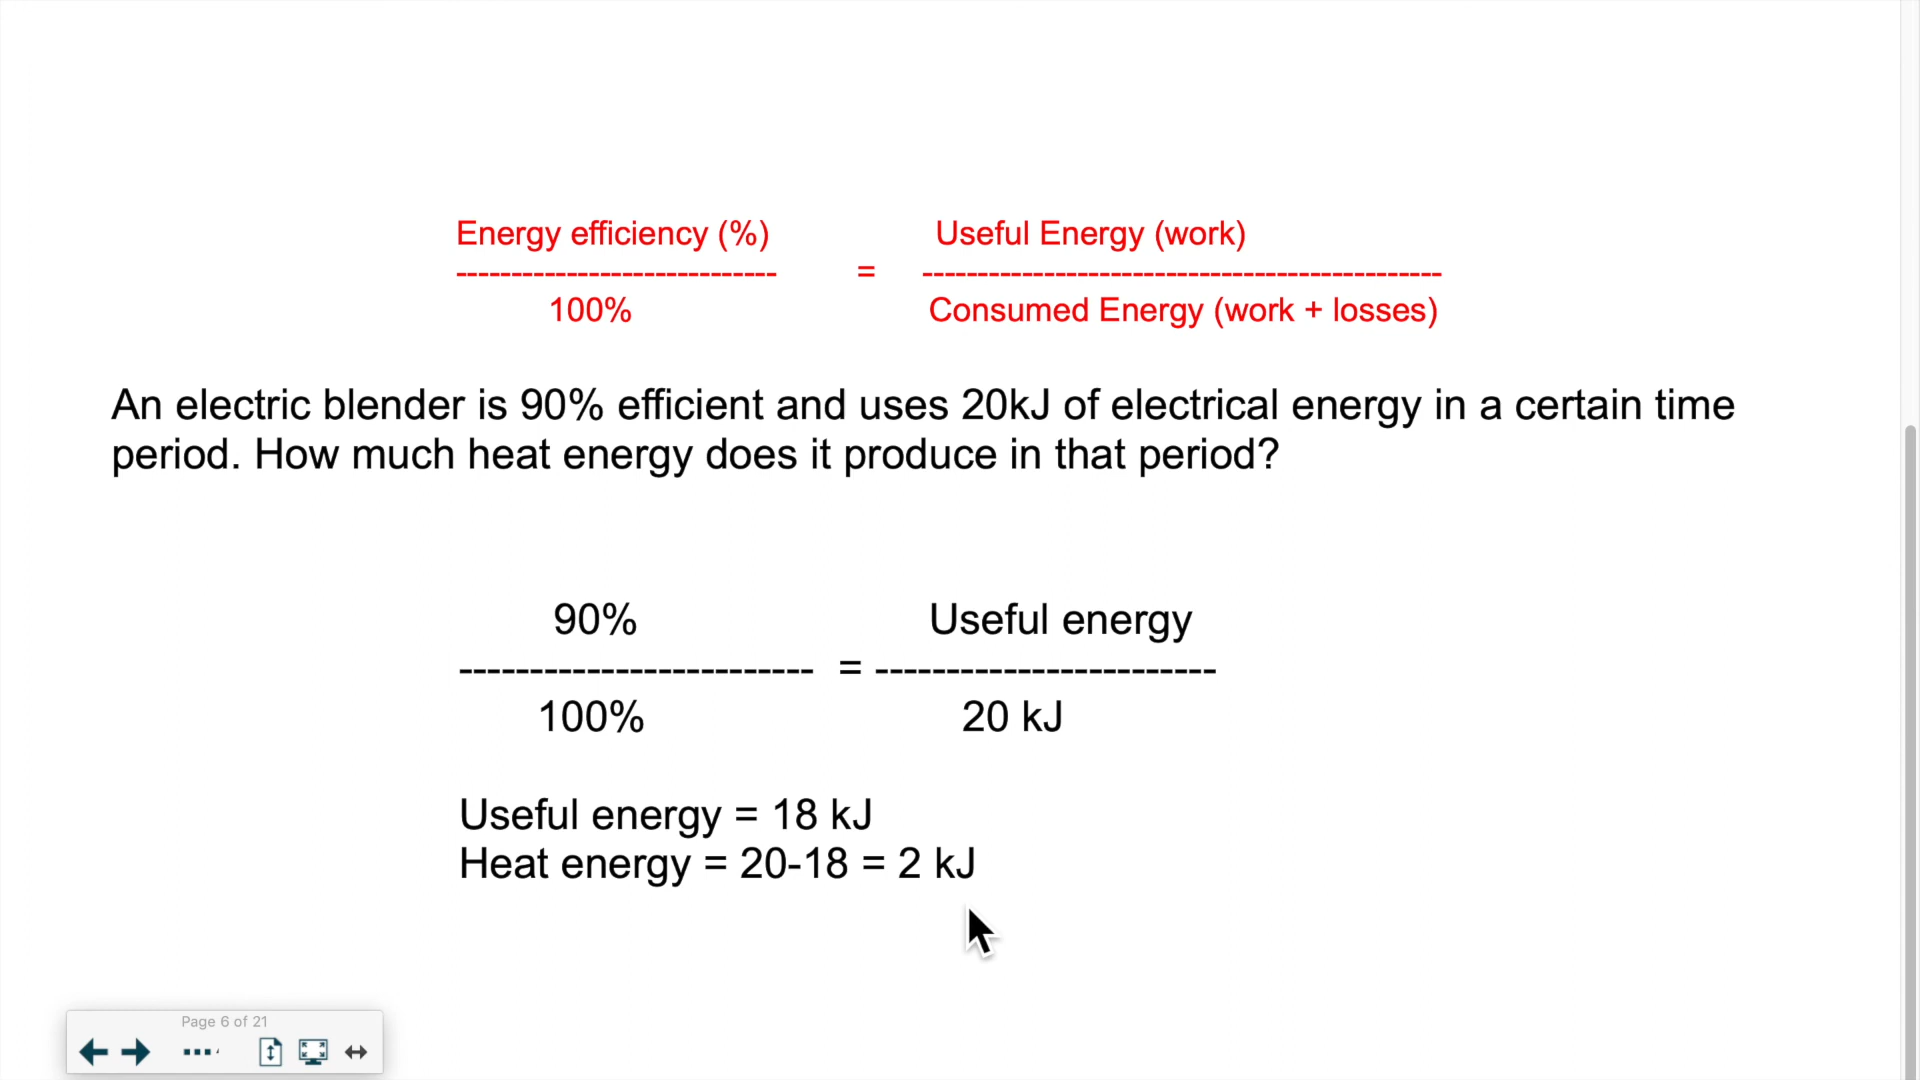 Energy efficiency (%) Useful Energy (work)
----------------------------- = -----------------------------------------------
100% Consumed Energy (work + losses)
An electric blender is 90% efficient and uses 20kJ of electrical energy in a certain time
period. How much heat energy does it produce in that period?
90% Useful energy
------------------------- = ------------------------
100% 20 kJ
Useful energy = 18 kJ
Heat energy = 20-18 = 2 kJ
Page 6 of 21